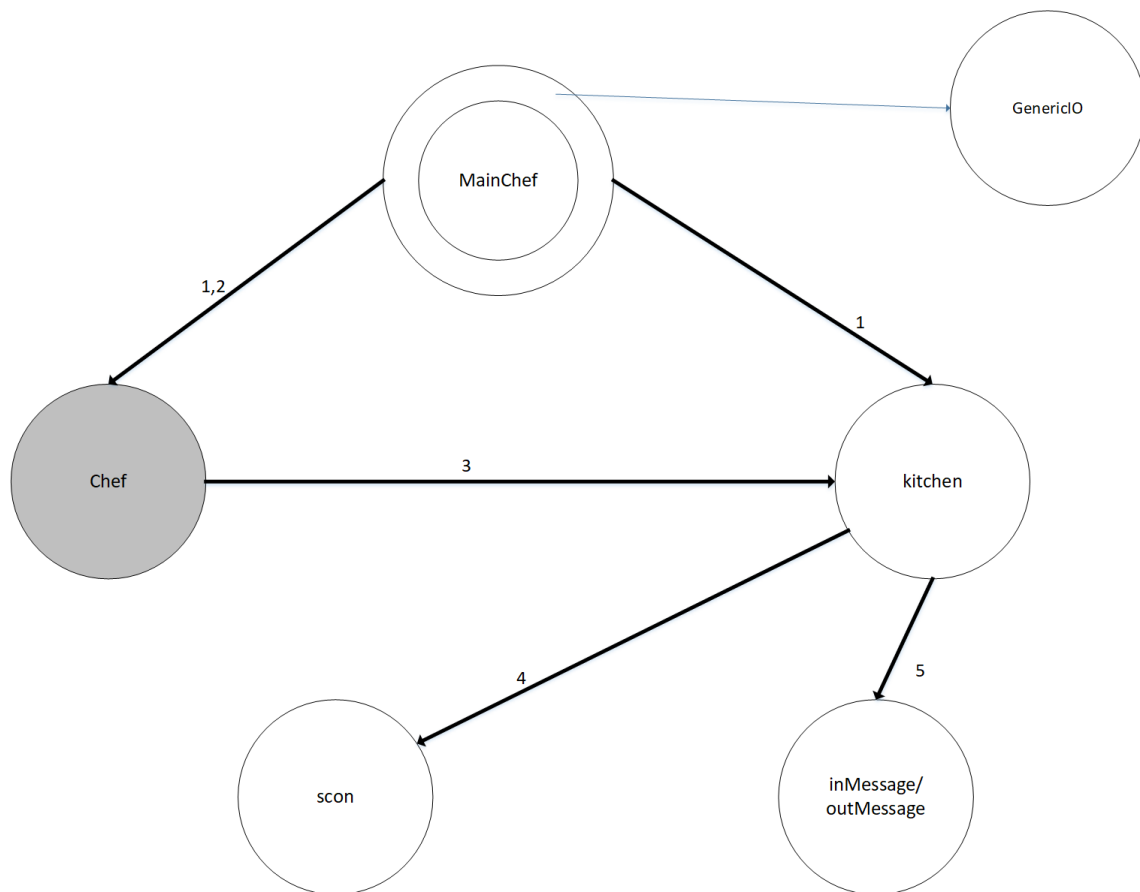 GenericIO
MainChef
1,2
1
Chef
3
kitchen
4
5
scon
inMessage/
outMessage